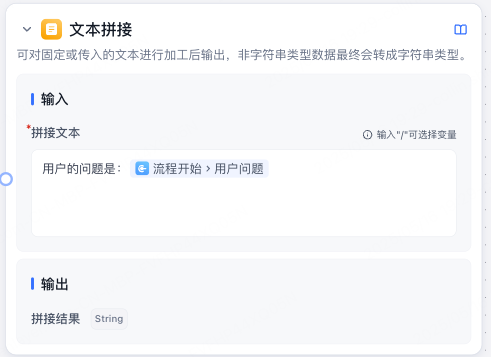 文本拼接
可对固定或传入的文本进行加工后输出，非字符串类型数据最终会转成字符串类型。
输入
*拼接文本
输入"/"可选择变量
用户的问题是： 流程开始 › 用户问题
输出
拼接结果 String